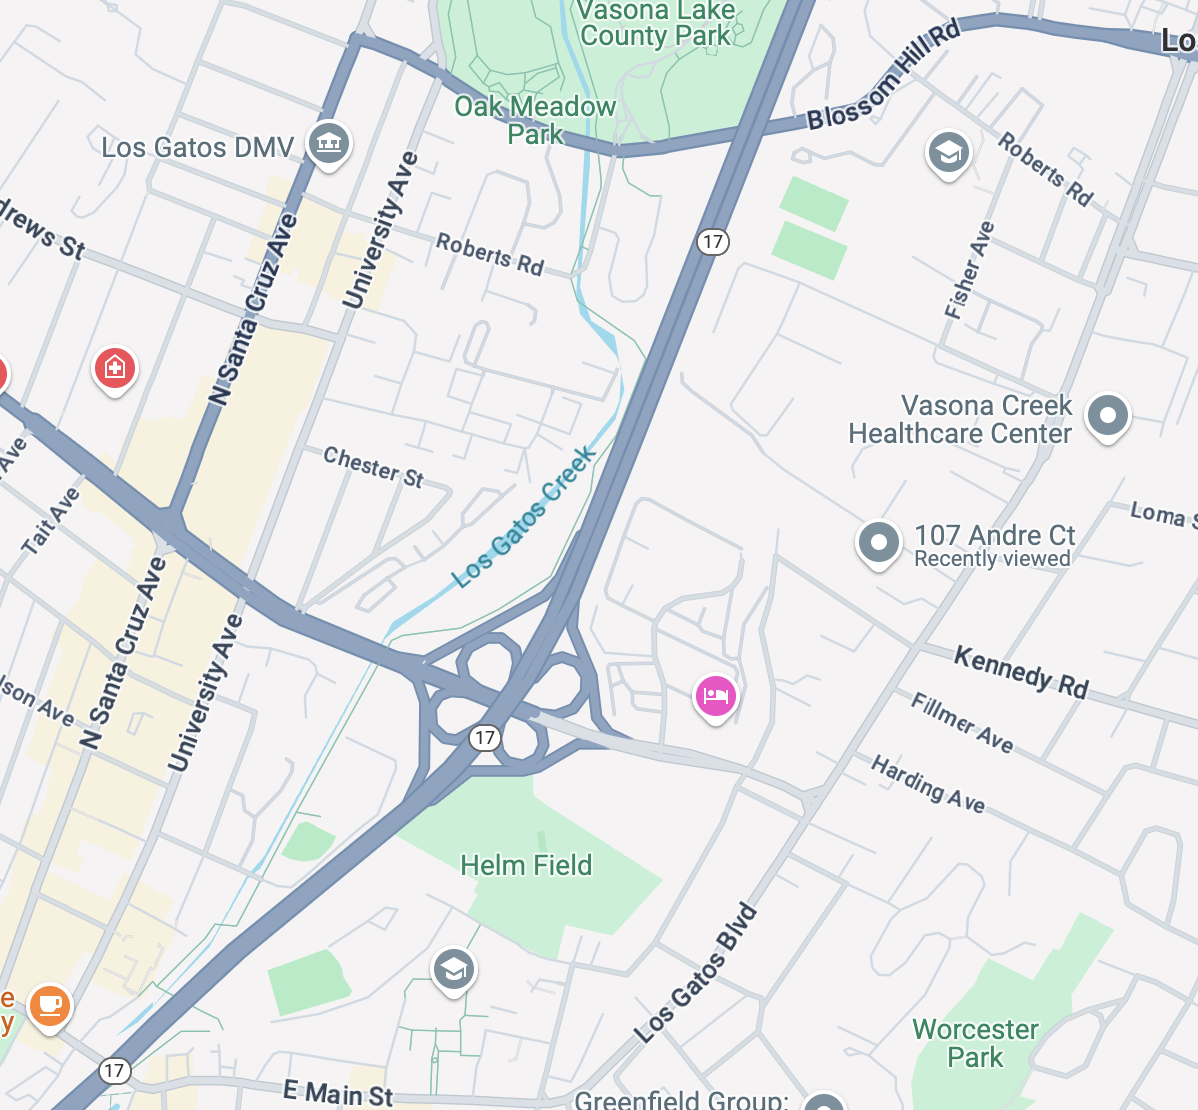 Vasona Lake
County Park
Lo
Blossom Hill Rd
Oak Meadow
Park
Los Gatos DMV
University Ave
Roberts Rd
drews St
N Santa Cruz Ave
Roberts Rd
17
Fisher Ave
Vasona Creek
Healthcare Center
Chester St
Ave
Tait Ave
Los Gatos Creek
107 Andre Ct
Recently viewed
Loma S
N Santa Cruz Ave
University Ave
lson Ave
Kennedy Rd
Fillmer Ave
17
Harding Ave
Helm Field
Los Gatos Blvd
e
y
Worcester
Park
17
E Main St
Greenfield Group: